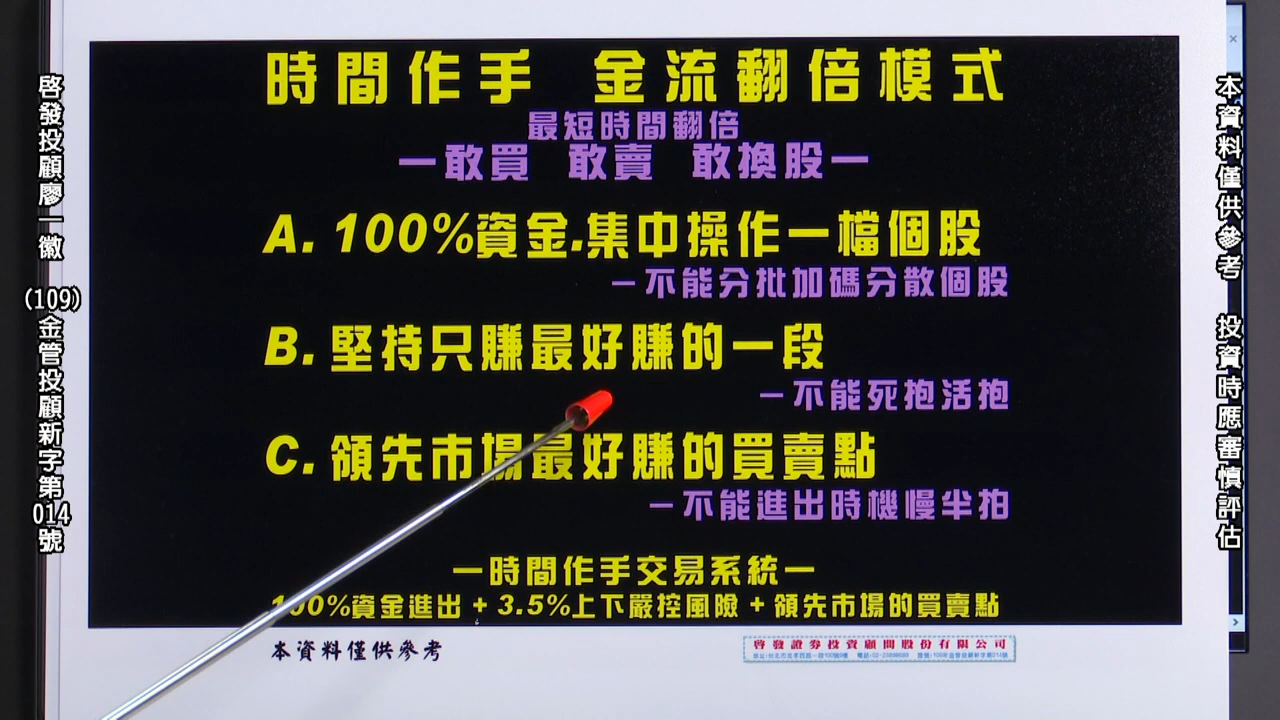 啓發投顧廖一徽 (109)金管投顧新字第014號
時間作手 金流翻倍模式
最短時間翻倍
—敢買 敢賣 敢換股—
A.100%資金.集中操作一檔個股
—不能分批加碼分散個股
B.堅持只賺最好賺的一段
—不能死抱活抱
C.領先市場最好賺的買賣點
—不能進出時機慢半拍
—時間作手交易系統—
100%資金進出+3.5%上下嚴控風險+領先市場的買賣點
本資料僅供參考
啓發證券投資顧問股份有限公司
本資料僅供參考 投資時應審慎評估